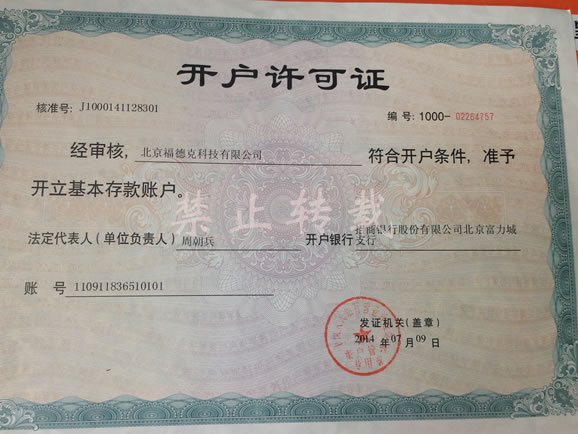 开户许可证
核准号：J1000141128301
编号：1000-02264757
经审核，北京福德克科技有限公司 符合开户条件，准予
开立基本存款账户。
禁止转载
法定代表人（单位负责人）周朝兵 开户银行 招商银行股份有限公司北京富力城
支行
账 号 110911836510101
发证机关（盖章）
2014 年 07 月 09 日